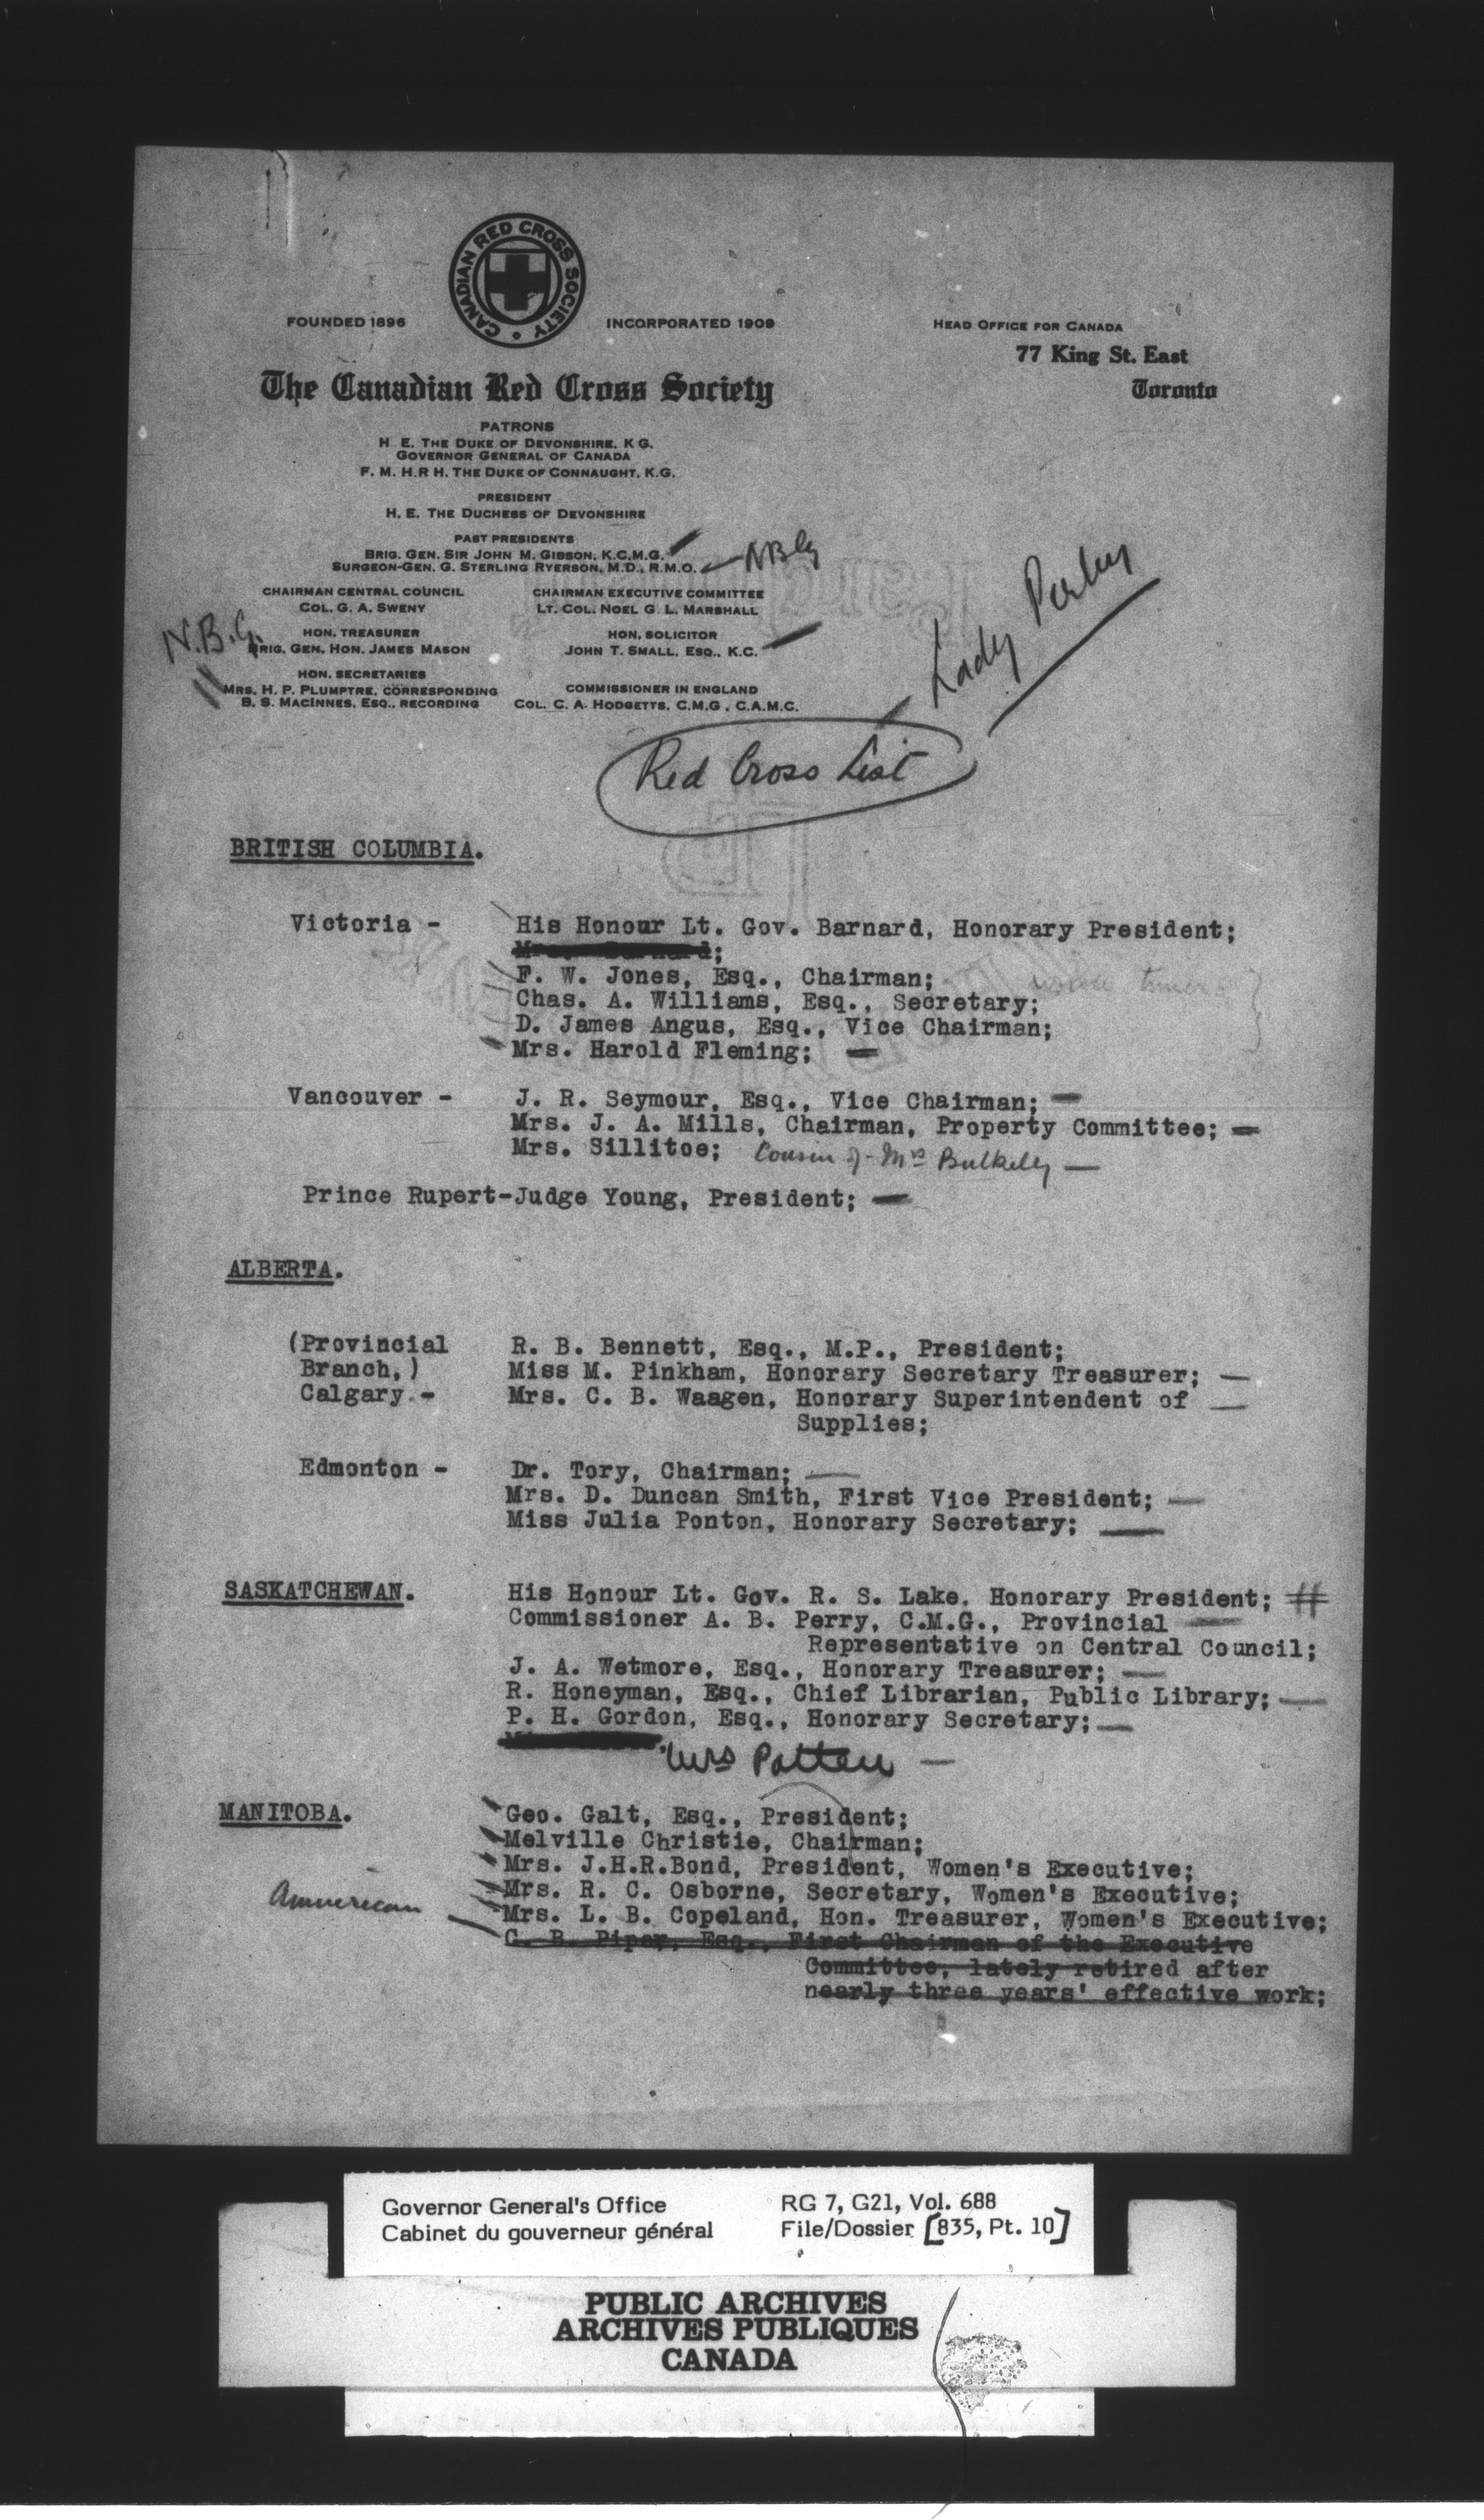 CANADIAN RED CROSS SOCIETY
FOUNDED 1896
INCORPORATED 1909
HEAD OFFICE FOR CANADA
77 King St. East
Toronto
The Canadian Red Cross Society
PATRONS
H. E. THE DUKE OF DEVONSHIRE, K G.
GOVERNOR GENERAL OF CANADA
F. M. H.R H. THE DUKE OF CONNAUGHT, K.G.
PRESIDENT
H. E. THE DUCHESS OF DEVONSHIRE
PAST PRESIDENTS
BRIG. GEN. SIR JOHN M. GIBSON, K.C.M.G.
SURGEON-GEN. G. STERLING RYERSON, M.D., R.M.O.
CHAIRMAN CENTRAL COUNCIL
COL. G. A. SWENY
CHAIRMAN EXECUTIVE COMMITTEE
LT. COL. NOEL G. L. MARSHALL
N.B.G.
HON. TREASURER
BRIG. GEN. HON. JAMES MASON
HON. SOLICITOR
JOHN T. SMALL, ESQ., K.C.
HON. SECRETARIES
MRS. H. P. PLUMPTRE, CORRESPONDING
B. S. MACINNES, ESQ., RECORDING
COMMISSIONER IN ENGLAND
COL. C. A. HODGETTS, C.M.G., C.A.M.C.
Lady Perley
Red Cross List
BRITISH COLUMBIA.
Victoria - His Honour Lt. Gov. Barnard, Honorary President;
F. W. Jones, Esq., Chairman;
Chas. A. Williams, Esq., Secretary;
D. James Angus, Esq., Vice Chairman;
Mrs. Harold Fleming; -
Vancouver - J. R. Seymour, Esq., Vice Chairman; -
Mrs. J. A. Mills, Chairman, Property Committee; -
Mrs. Sillitoe; Cousin of Mrs Bulkeley -
Prince Rupert-Judge Young, President; -
ALBERTA.
(Provincial R. B. Bennett, Esq., M.P., President;
Branch,) Miss M. Pinkham, Honorary Secretary Treasurer; -
Calgary.- Mrs. C. B. Waagen, Honorary Superintendent of -
Supplies;
Edmonton - Dr. Tory, Chairman; -
Mrs. D. Duncan Smith, First Vice President; -
Miss Julia Ponton, Honorary Secretary; -
SASKATCHEWAN. His Honour Lt. Gov. R. S. Lake, Honorary President; #
Commissioner A. B. Perry, C.M.G., Provincial -
Representative on Central Council;
J. A. Wetmore, Esq., Honorary Treasurer; -
R. Honeyman, Esq., Chief Librarian, Public Library; -
P. H. Gordon, Esq., Honorary Secretary; -
Mrs Patten -
MANITOBA. Geo. Galt, Esq., President;
Melville Christie, Chairman;
Mrs. J.H.R.Bond, President, Women's Executive;
Mrs. R. C. Osborne, Secretary, Women's Executive;
American Mrs. L. B. Copeland, Hon. Treasurer, Women's Executive;
C. B. Piper, Esq., First Chairman of the Executive
Committee, lately retired after
nearly three years' effective work;
Governor General's Office
Cabinet du gouverneur général
RG 7, G21, Vol. 688
File/Dossier [835, Pt. 10]
PUBLIC ARCHIVES
ARCHIVES PUBLIQUES
CANADA